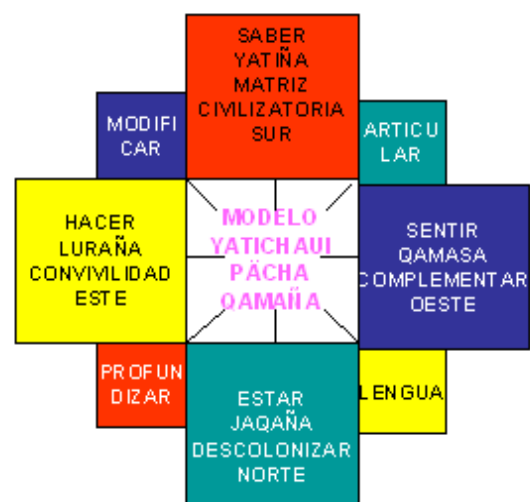 SABER
YATIÑA
MATRIZ
CIVILIZATORIA
SUR
MODIFI
CAR
ARTICU
LAR
HACER
LURAÑA
CONVIVILIDAD
ESTE
MODELO
YATICHAUI
PÄCHA
QAMAÑA
SENTIR
QAMASA
COMPLEMENTAR
OESTE
PROFUN
DIZAR
ESTAR
JAQAÑA
DESCOLONIZAR
NORTE
LENGUA